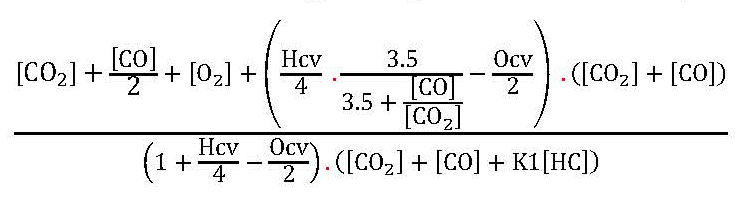 [CO₂] + [CO]/2 + [O₂] + (Hcv/4 . 3.5/(3.5 + [CO]/[CO₂]) − Ocv/2) . ([CO₂] + [CO])
(1 + Hcv/4 − Ocv/2) . ([CO₂] + [CO] + K1[HC])